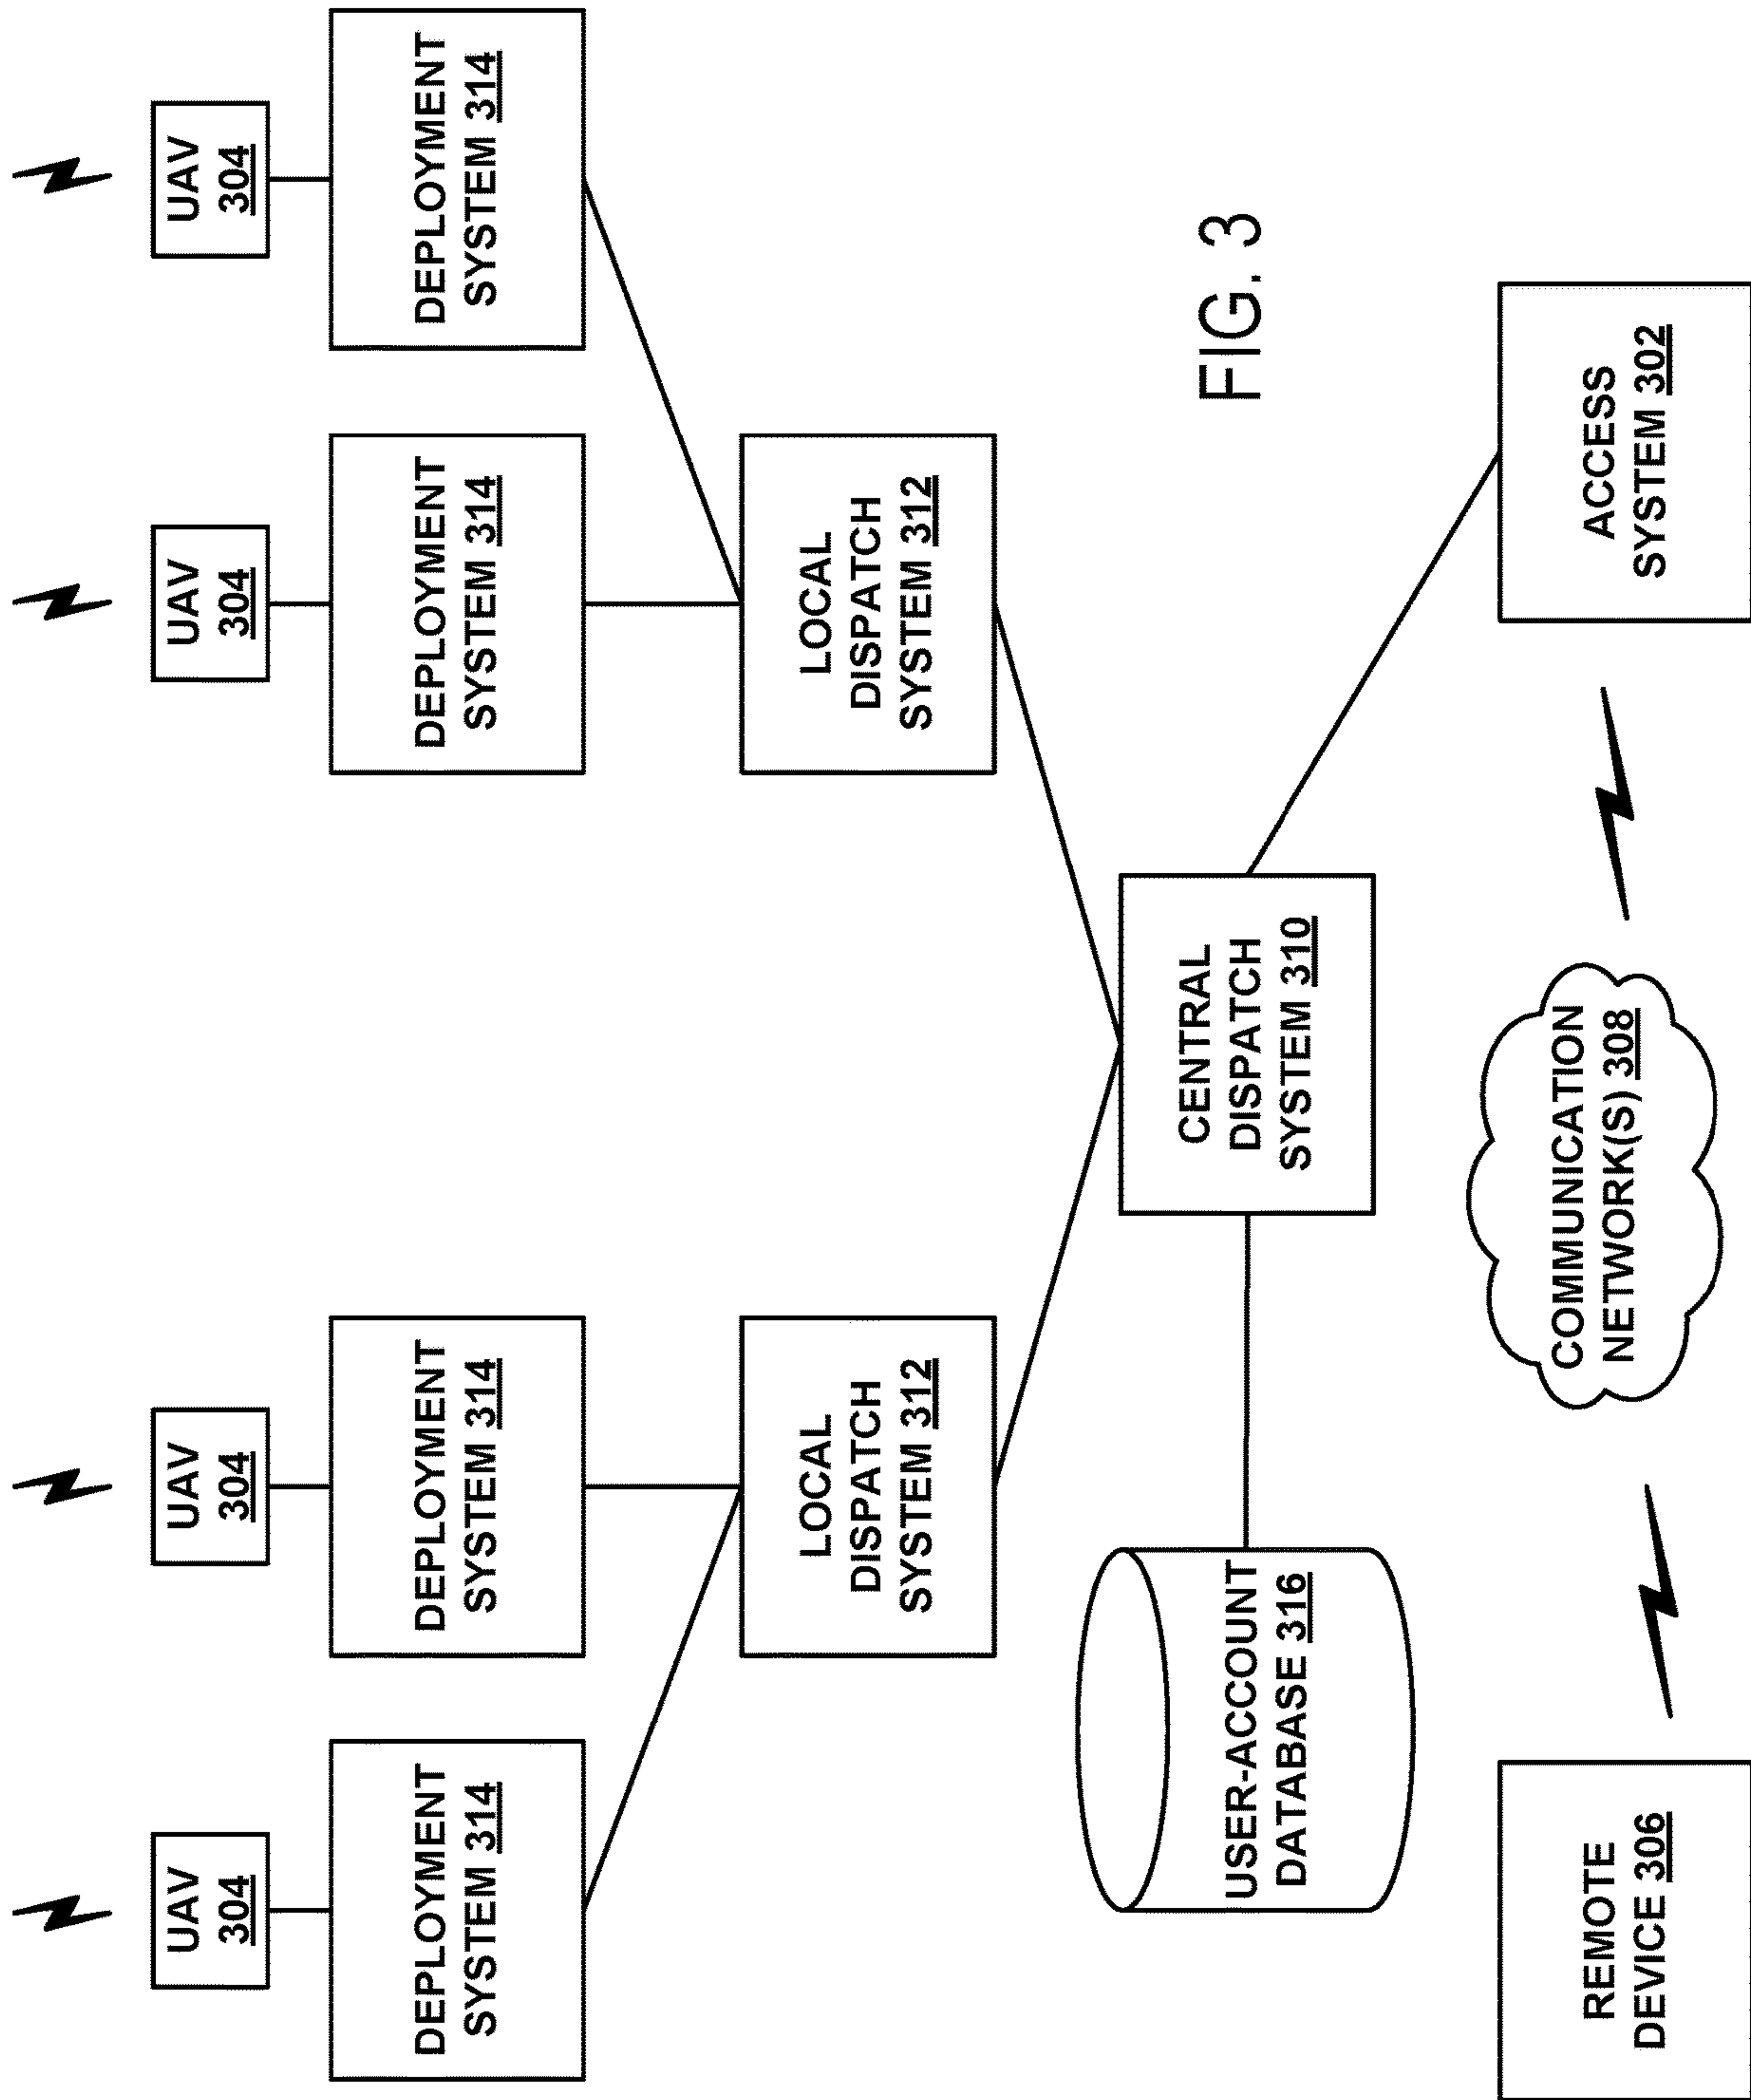 UAV
304
UAV
304
UAV
304
UAV
304
DEPLOYMENT
SYSTEM 314
DEPLOYMENT
SYSTEM 314
DEPLOYMENT
SYSTEM 314
DEPLOYMENT
SYSTEM 314
LOCAL
DISPATCH
SYSTEM 312
LOCAL
DISPATCH
SYSTEM 312
USER-ACCOUNT
DATABASE 316
CENTRAL
DISPATCH
SYSTEM 310
FIG. 3
REMOTE
DEVICE 306
COMMUNICATION
NETWORK(S) 308
ACCESS
SYSTEM 302